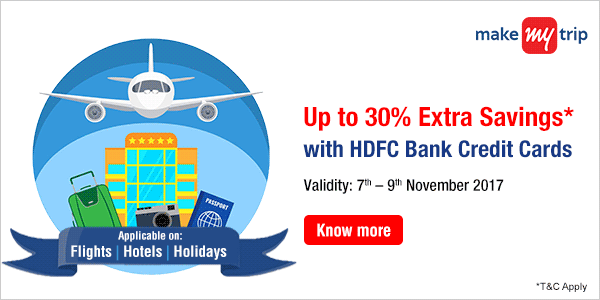 make my trip
Up to 30% Extra Savings*
with HDFC Bank Credit Cards
Validity: 7th – 9th November 2017
Know more
PASSPORT
Applicable on:
Flights | Hotels | Holidays
*T&C Apply